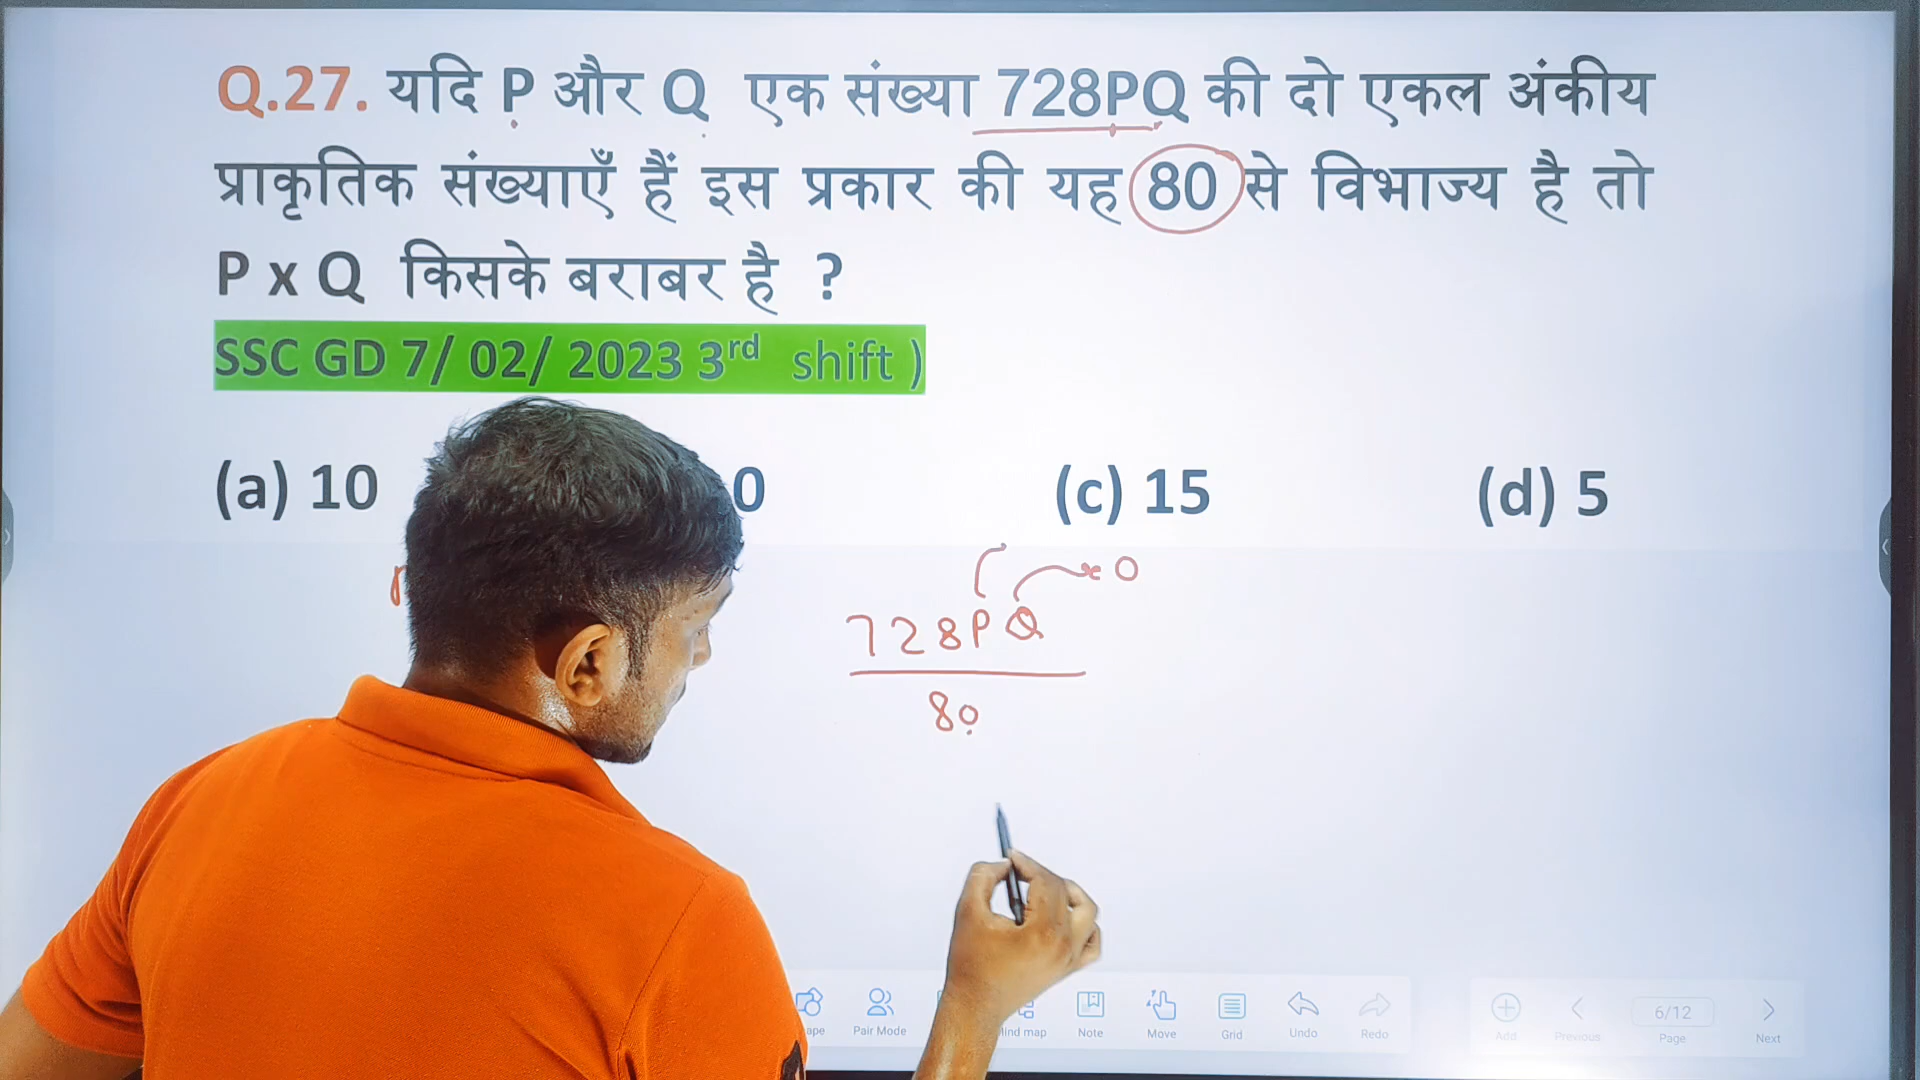 Q.27. यदि P और Q एक संख्या 728PQ की दो एकल अंकीय
प्राकृतिक संख्याएँ हैं इस प्रकार की यह 80 से विभाज्य है तो
P x Q किसके बराबर है ?
SSC GD 7/ 02/ 2023 3rd shift )
(a) 10 0 (c) 15 (d) 5
0
728PQ
80
Pair Mode Note Move Grid Undo Redo Add Previous Page Next
6/12